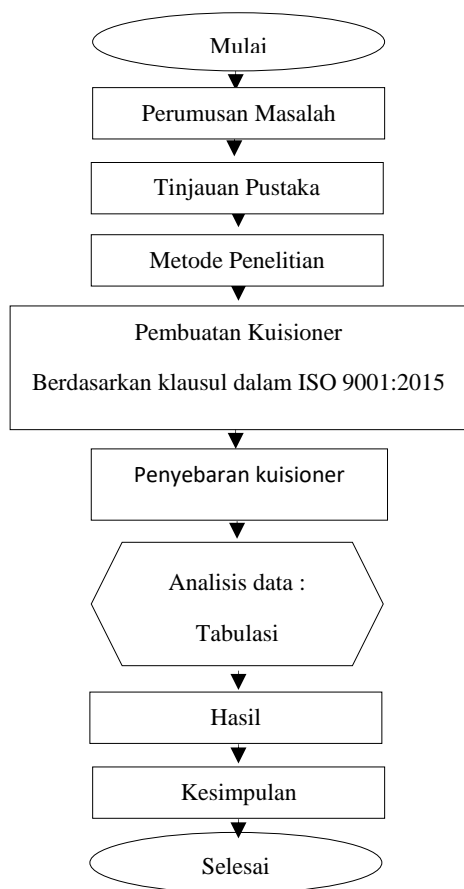 Mulai
Perumusan Masalah
Tinjauan Pustaka
Metode Penelitian
Pembuatan Kuisioner
Berdasarkan klausul dalam ISO 9001:2015
Penyebaran kuisioner
Analisis data :
Tabulasi
Hasil
Kesimpulan
Selesai